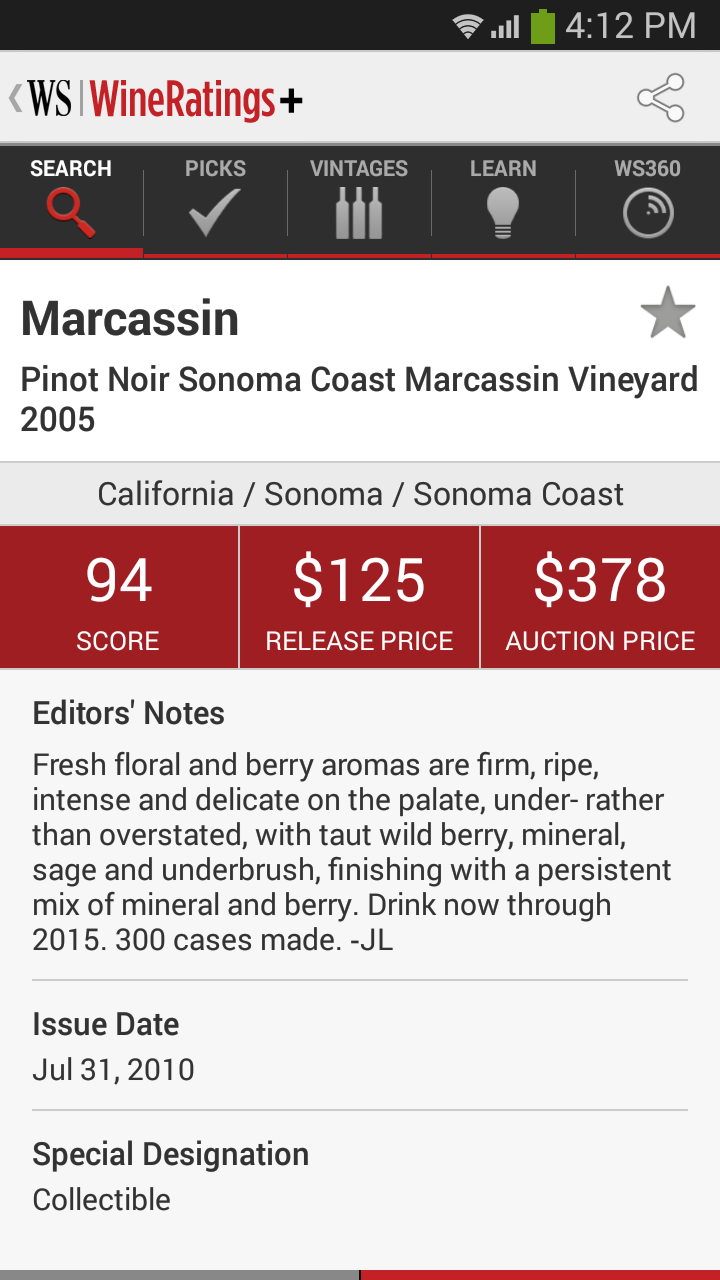 4:12 PM
WS WineRatings+
SEARCH PICKS VINTAGES LEARN WS360
Marcassin
Pinot Noir Sonoma Coast Marcassin Vineyard
2005
California / Sonoma / Sonoma Coast
94 $125 $378
SCORE RELEASE PRICE AUCTION PRICE
Editors' Notes
Fresh floral and berry aromas are firm, ripe,
intense and delicate on the palate, under- rather
than overstated, with taut wild berry, mineral,
sage and underbrush, finishing with a persistent
mix of mineral and berry. Drink now through
2015. 300 cases made. -JL
Issue Date
Jul 31, 2010
Special Designation
Collectible